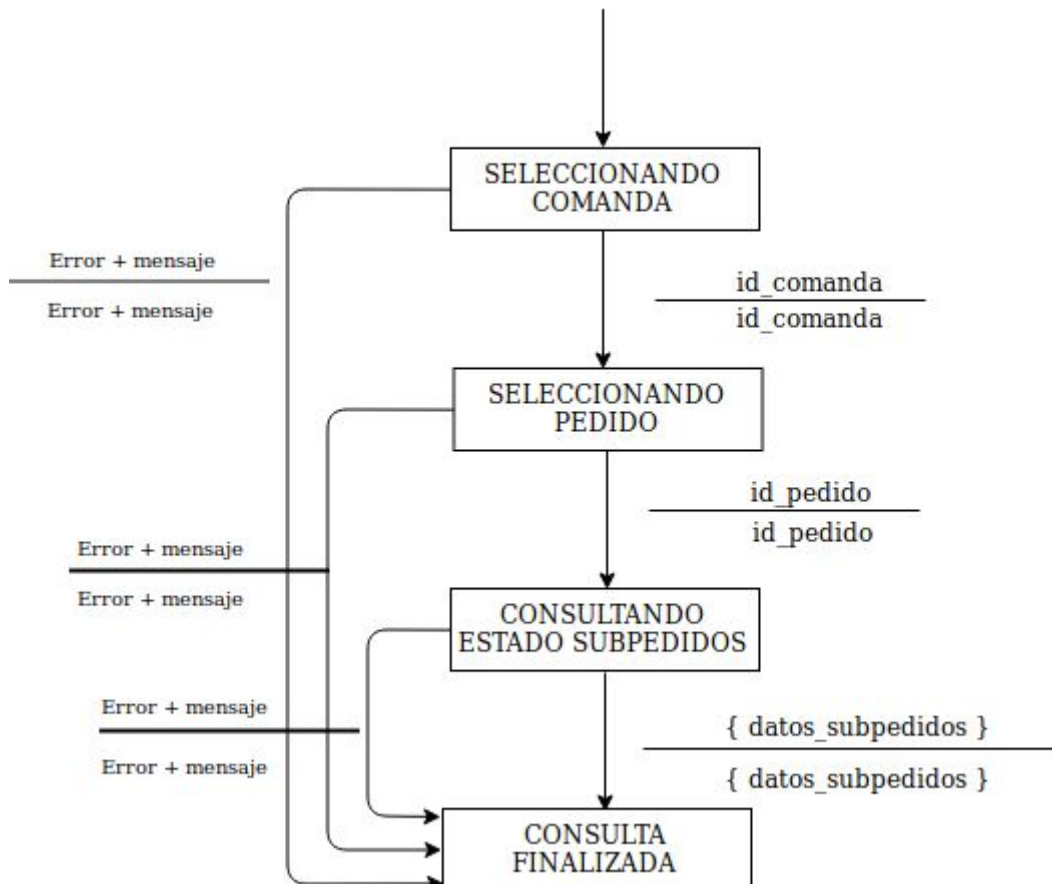 SELECCIONANDO
COMANDA
Error + mensaje
Error + mensaje
id_comanda
id_comanda
SELECCIONANDO
PEDIDO
id_pedido
id_pedido
Error + mensaje
Error + mensaje
CONSULTANDO
ESTADO SUBPEDIDOS
Error + mensaje
Error + mensaje
{ datos_subpedidos }
{ datos_subpedidos }
CONSULTA
FINALIZADA